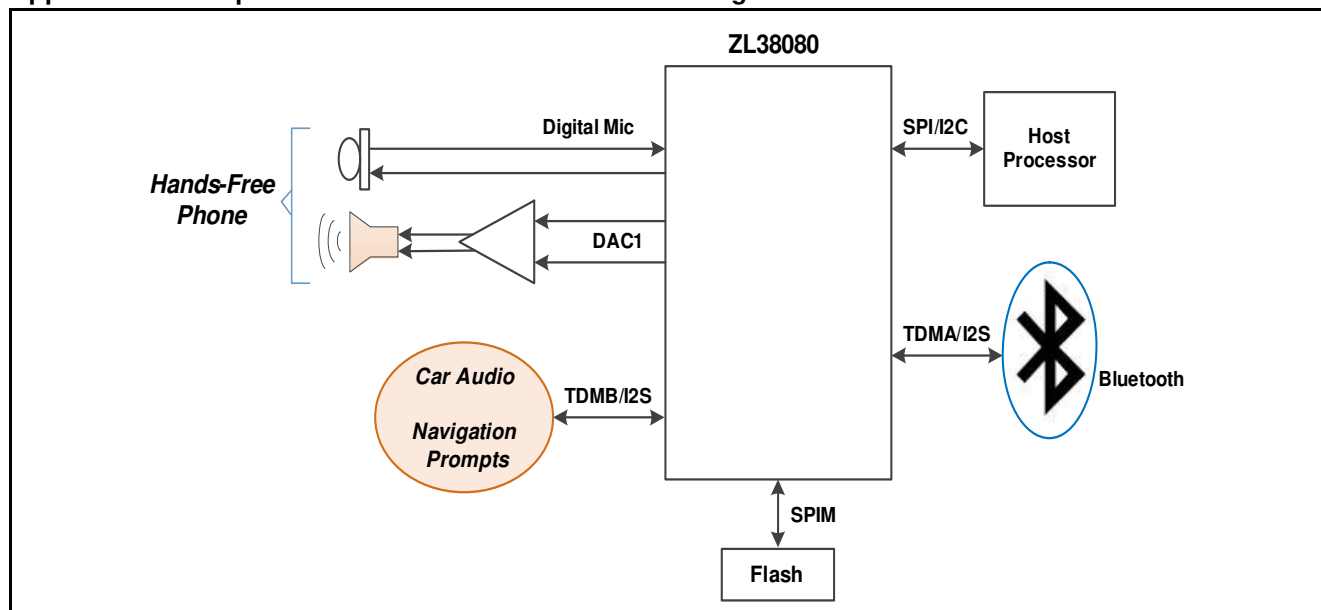 ZL38080
Digital Mic
SPI/I2C
Host
Processor
Hands-Free
Phone
DAC1
TDMA/I2S
Bluetooth
Car Audio
Navigation
Prompts
TDMB/I2S
SPIM
Flash